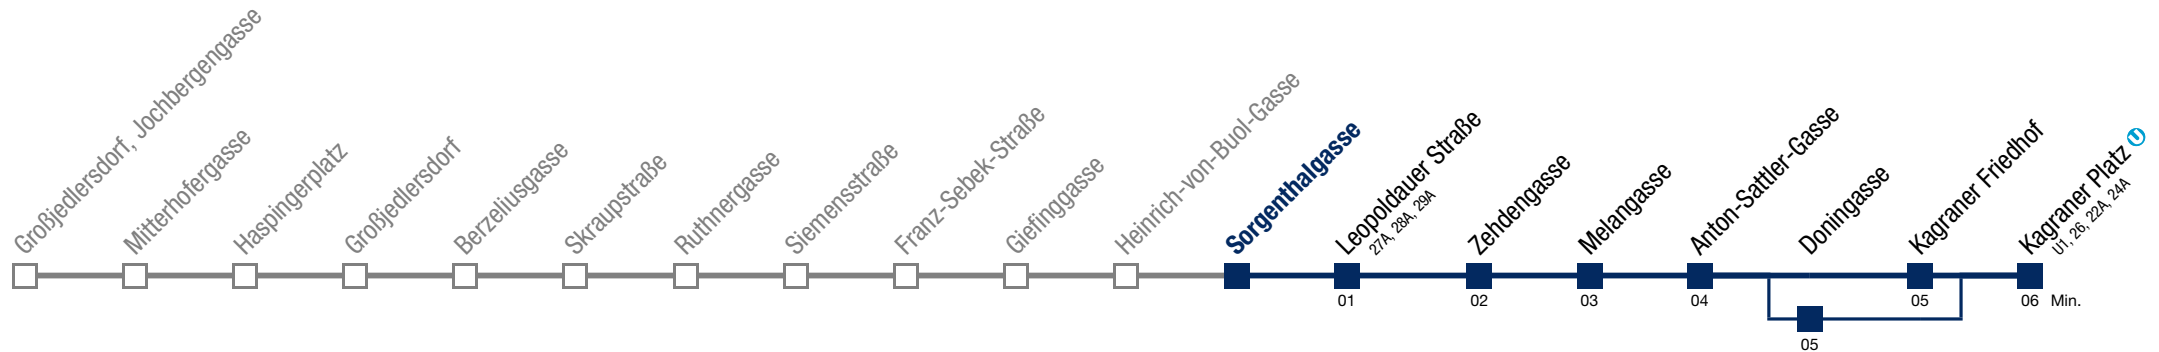 Großjedlersdorf, Jochbergengasse
Mitterhofergasse
Haspingerplatz
Großjedlersdorf
Berzeliusgasse
Skraupstraße
Ruthnergasse
Siemensstraße
Franz-Sebek-Straße
Giefinggasse
Heinrich-von-Buol-Gasse
Sorgenthalgasse
Leopoldauer Straße
27A, 28A, 29A
Zehdengasse
Melangasse
Anton-Sattler-Gasse
Doningasse
Kagraner Friedhof
Kagraner Platz U
U1, 26, 22A, 24A
01 02 03 04 05 06 Min.
05